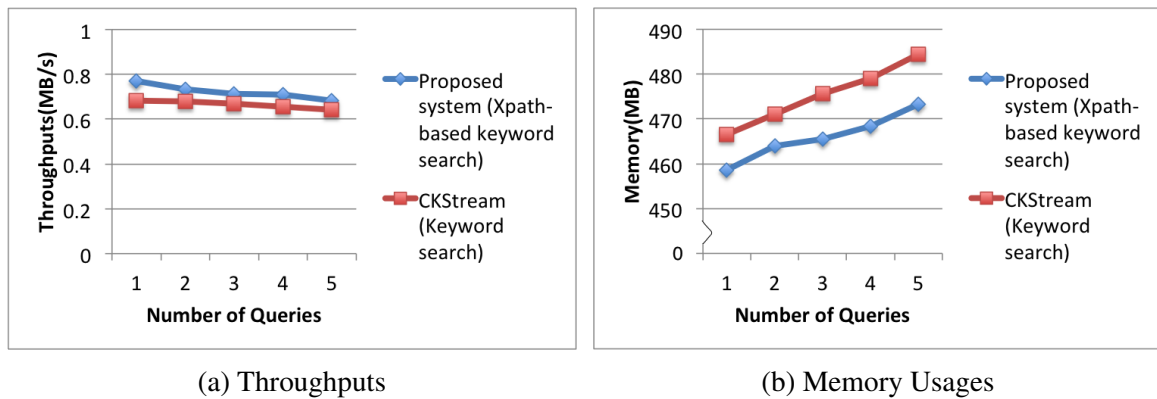 1
0.8
0.6
0.4
0.2
0
Throughputs(MB/s)
1 2 3 4 5
Number of Queries
Proposed
system (Xpath-
based keyword
search)
CKStream
(Keyword
search)
(a) Throughputs
490
480
470
460
450
0
Memory(MB)
1 2 3 4 5
Number of Queries
Proposed
system (Xpath-
based keyword
search)
CKStream
(Keyword
search)
(b) Memory Usages